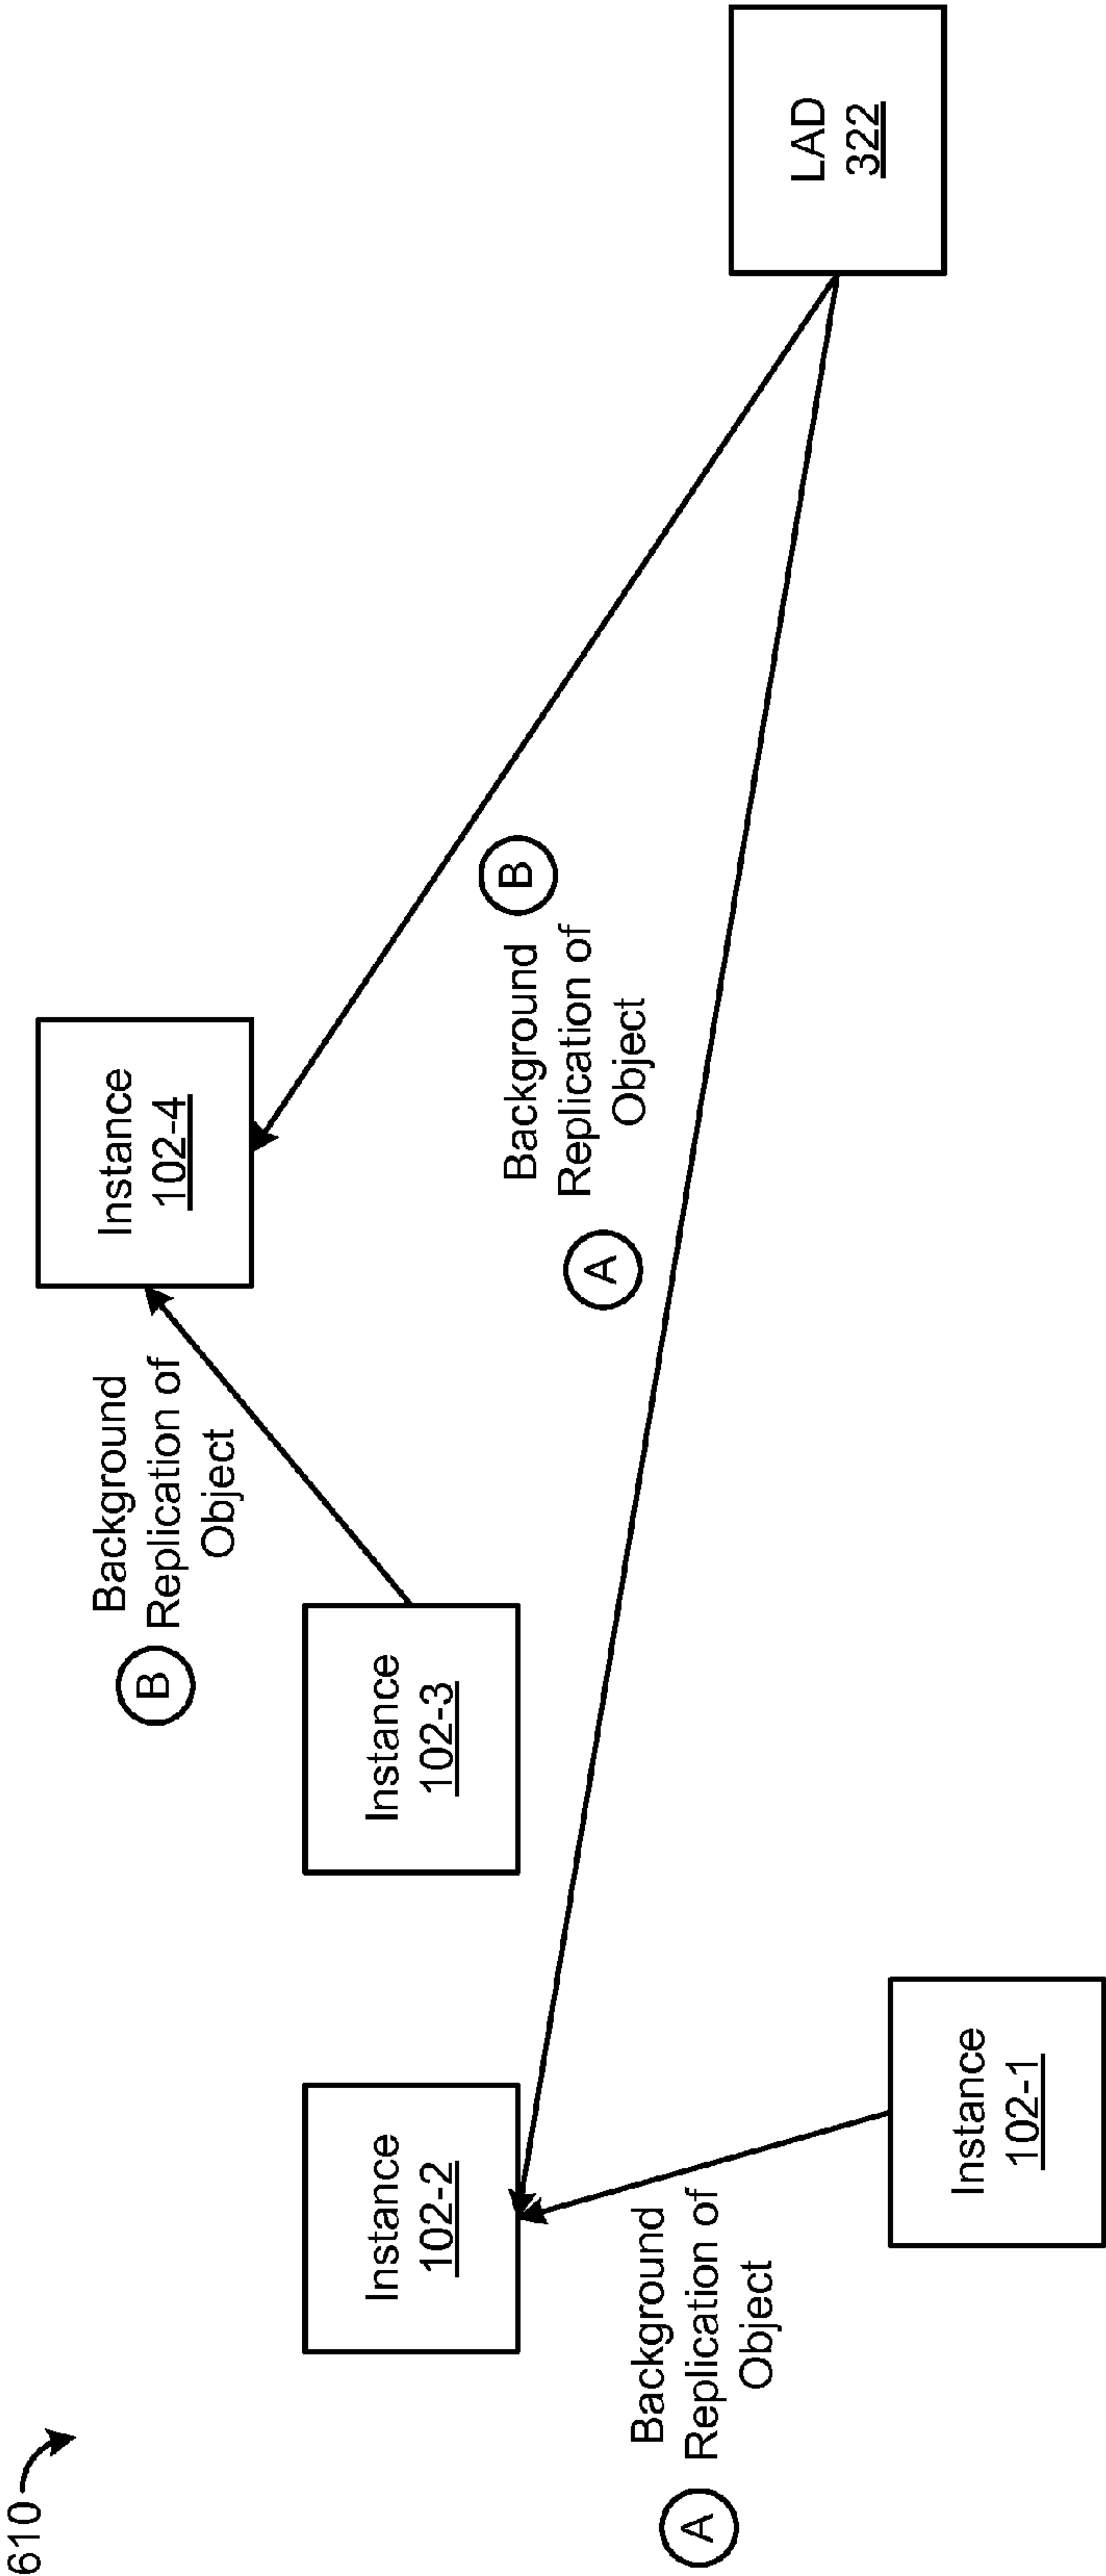 610
Background
B
Replication of
Object
Instance
102-4
Instance
102-2
Instance
102-3
Background
B
Replication of
Object
A
Background
A
Replication of
Object
LAD
322
Instance
102-1